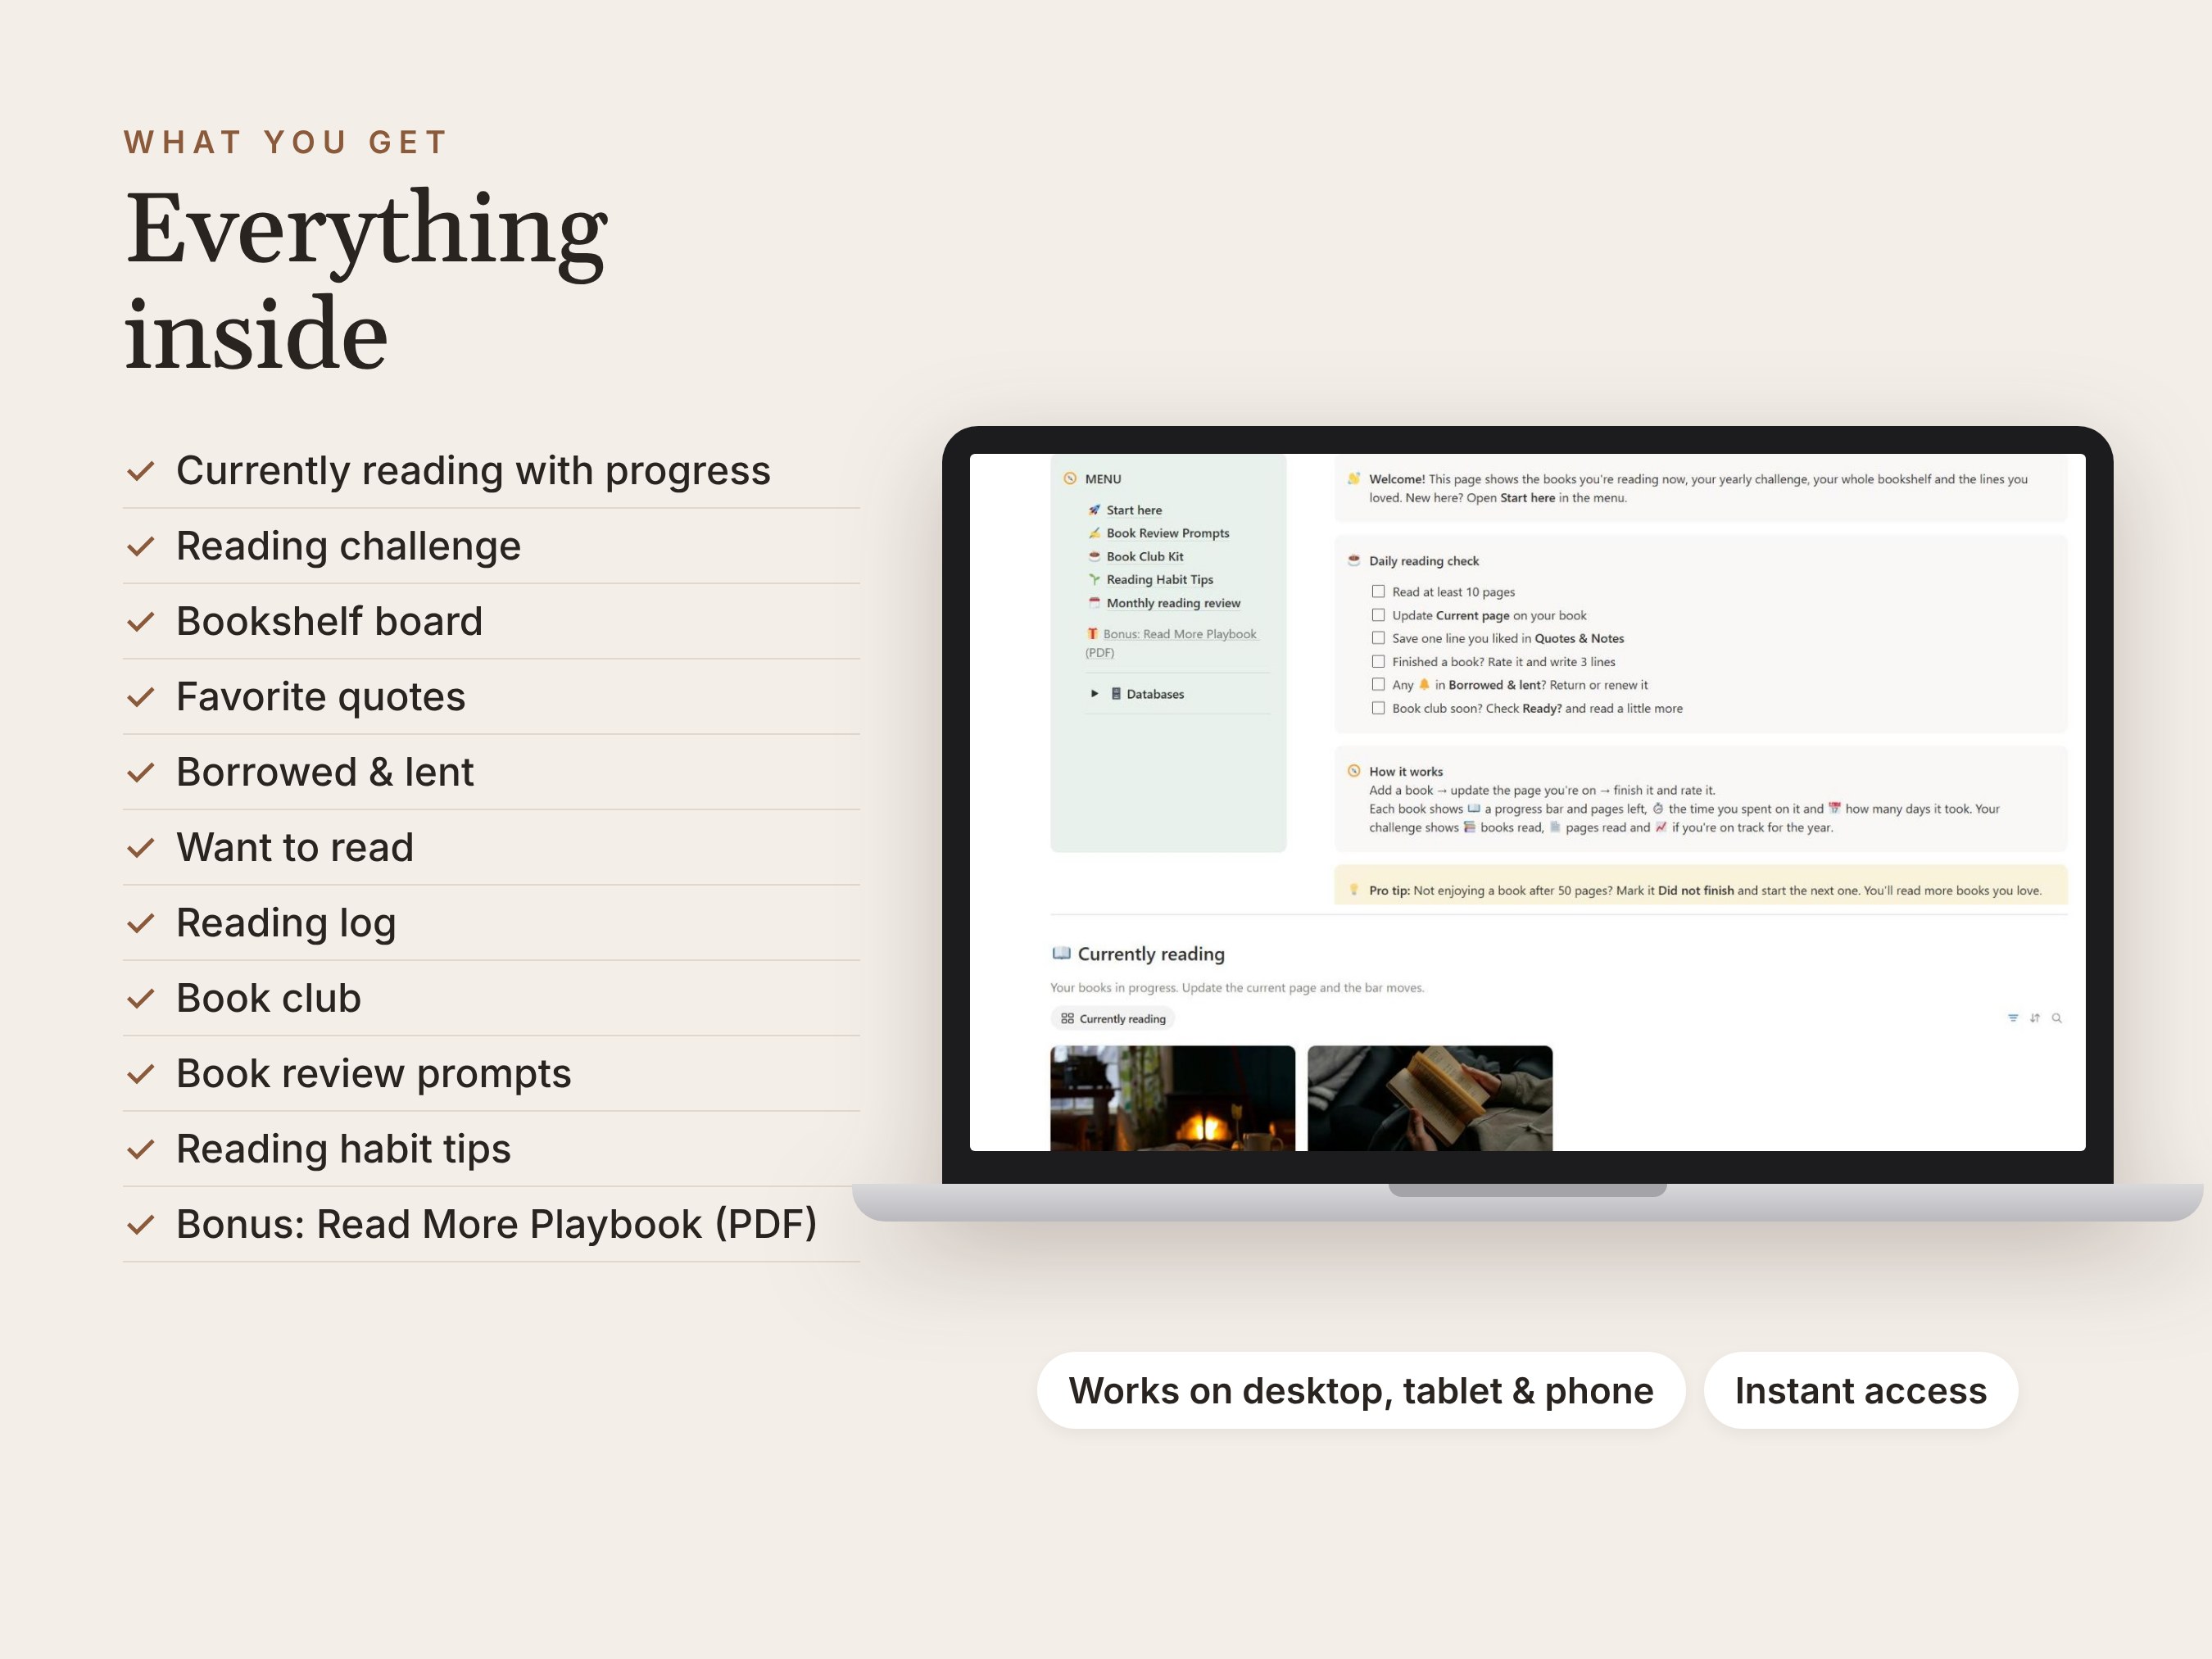 WHAT YOU GET
Everything
inside
Currently reading with progress
Reading challenge
Bookshelf board
Favorite quotes
Borrowed & lent
Want to read
Reading log
Book club
Book review prompts
Reading habit tips
Bonus: Read More Playbook (PDF)
MENU
Start here
Book Review Prompts
Book Club Kit
Reading Habit Tips
Monthly reading review
Bonus: Read More Playbook
(PDF)
Databases
Welcome! This page shows the books you're reading now, your yearly challenge, your whole bookshelf and the lines you
loved. New here? Open Start here in the menu.
Daily reading check
Read at least 10 pages
Update Current page on your book
Save one line you liked in Quotes & Notes
Finished a book? Rate it and write 3 lines
Any 🔔 in Borrowed & lent? Return or renew it
Book club soon? Check Ready? and read a little more
How it works
Add a book → update the page you're on → finish it and rate it.
Each book shows 📖 a progress bar and pages left, ⏱ the time you spent on it and 📅 how many days it took. Your
challenge shows 📚 books read, 📄 pages read and 📈 if you're on track for the year.
Pro tip: Not enjoying a book after 50 pages? Mark it Did not finish and start the next one. You'll read more books you love.
Currently reading
Your books in progress. Update the current page and the bar moves.
Currently reading
Works on desktop, tablet & phone
Instant access